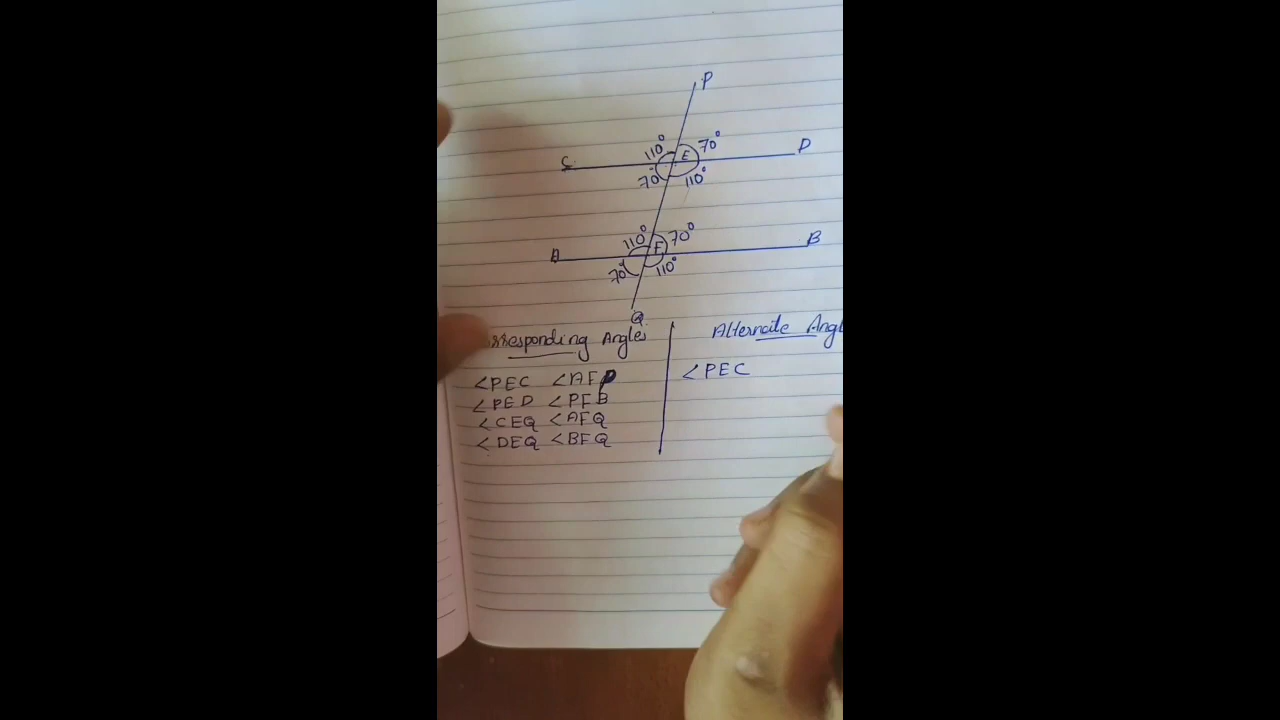 P
110° E 70°
C D
70° 110°
110° F 70°
A B
70° 110°
Q
rresponding Angles
∠PEC ∠AFP
∠PED ∠PFB
∠CEQ ∠AFQ
∠DEQ ∠BFQ
Alternate Angl
∠PEC